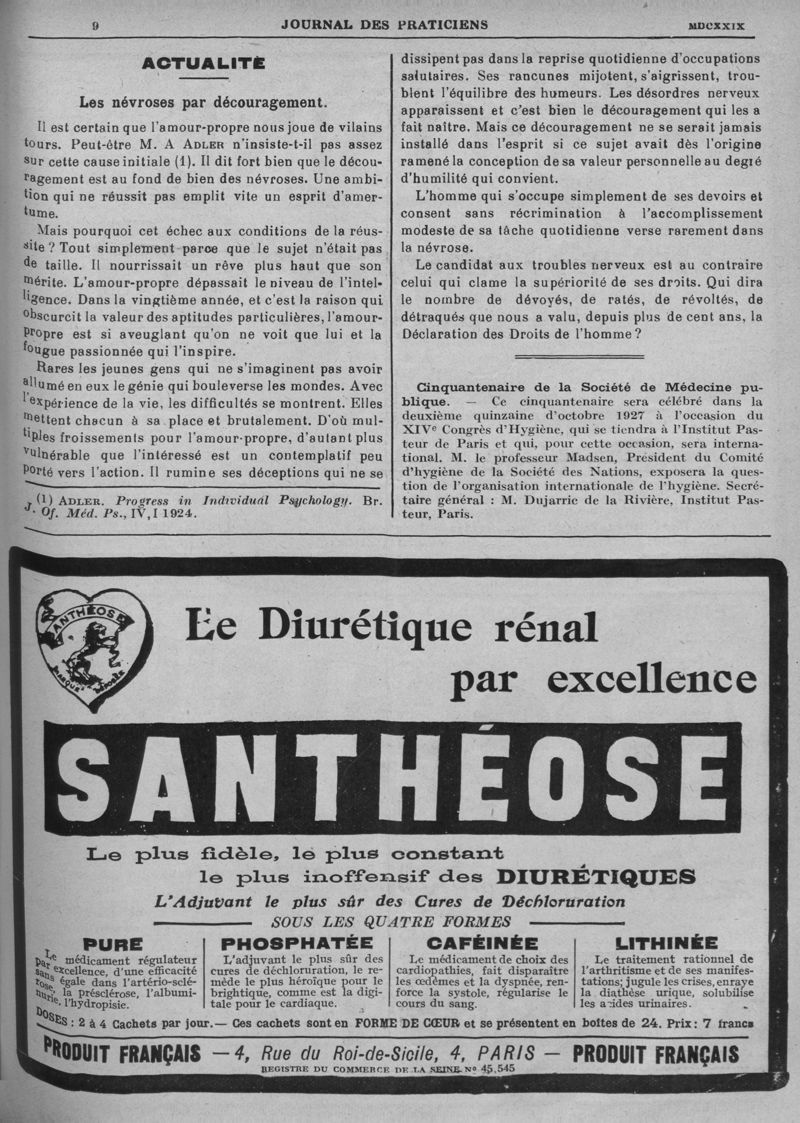 9
JOURNAL DES PRATICIENS
MDCXXIX
ACTUALITÉ
Les névroses par découragement.
Il est certain que l'amour-propre nous joue de vilains
tours. Peut-être M. A ADLER n'insiste-t-il pas assez
sur cette cause initiale (1). Il dit fort bien que le décou-
ragement est au fond de bien des névroses. Une ambi-
tion qui ne réussit pas emplit vite un esprit d'amer-
tume.
Mais pourquoi cet échec aux conditions de la réus-
site ? Tout simplement parce que le sujet n'était pas
de taille. Il nourrissait un rêve plus haut que son
mérite. L'amour-propre dépassait le niveau de l'intel-
ligence. Dans la vingtième année, et c'est la raison qui
obscurcit la valeur des aptitudes particulières, l'amour-
propre est si aveuglant qu'on ne voit que lui et la
fougue passionnée qui l'inspire.
Rares les jeunes gens qui ne s'imaginent pas avoir
allumé en eux le génie qui bouleverse les mondes. Avec
l'expérience de la vie, les difficultés se montrent. Elles
mettent chacun à sa place et brutalement. D'où mul-
tiples froissements pour l'amour-propre, d'autant plus
vulnérable que l'intéressé est un contemplatif peu
porté vers l'action. Il rumine ses déceptions qui ne se
(1) ADLER. Progress in Individual Psychology. Br.
J. Of. Méd. Ps., IV, I 1924.
dissipent pas dans la reprise quotidienne d'occupations
salutaires. Ses rancunes mijotent, s'aigrissent, trou-
blent l'équilibre des humeurs. Les désordres nerveux
apparaissent et c'est bien le découragement qui les a
fait naître. Mais ce découragement ne se serait jamais
installé dans l'esprit si ce sujet avait dès l'origine
ramené la conception de sa valeur personnelle au degré
d'humilité qui convient.
L'homme qui s'occupe simplement de ses devoirs et
consent sans récrimination à l'accomplissement
modeste de sa tâche quotidienne verse rarement dans
la névrose.
Le candidat aux troubles nerveux est au contraire
celui qui clame la supériorité de ses droits. Qui dira
le nombre de dévoyés, de ratés, de révoltés, de
détraqués que nous a valu, depuis plus de cent ans, la
Déclaration des Droits de l'homme ?
Cinquantenaire de la Société de Médecine pu-
blique. — Ce cinquantenaire sera célébré dans la
deuxième quinzaine d'octobre 1927 à l'occasion du
XIVe Congrès d'Hygiène, qui se tiendra à l'Institut Pas-
teur de Paris et qui, pour cette occasion, sera interna-
tional. M. le professeur Madsen, Président du Comité
d'hygiène de la Société des Nations, exposera la ques-
tion de l'organisation internationale de l'hygiène. Secré-
taire général : M. Dujarric de la Rivière, Institut Pas-
teur, Paris.
SANTHÉOSE
MARQUE DÉPOSÉE
Le Diurétique rénal
par excellence
SANTHÉOSE
Le plus fidèle, le plus constant
le plus inoffensif des DIURÉTIQUES
L'Adjuvant le plus sûr des Cures de Déchloruration
SOUS LES QUATRE FORMES
PURE
Le médicament régulateur
par excellence, d'une efficacité
sans égale dans l'artério-sclé-
rose, la présclérose, l'albumi-
nurie, l'hydropisie.
PHOSPHATÉE
L'adjuvant le plus sûr des
cures de déchloruration, le re-
mède le plus héroïque pour le
brightique, comme est la digi-
tale pour le cardiaque.
CAFÉINÉE
Le médicament de choix des
cardiopathies, fait disparaître
les œdèmes et la dyspnée, ren-
force la systole, régularise le
cours du sang.
LITHINÉE
Le traitement rationnel de
l'arthritisme et de ses manifes-
tations; jugule les crises, enraye
la diathèse urique, solubilise
les acides urinaires.
DOSES : 2 à 4 Cachets par jour.— Ces cachets sont en FORME DE CŒUR et se présentent en boîtes de 24. Prix: 7 francs
PRODUIT FRANÇAIS — 4, Rue du Roi-de-Sicile, 4, PARIS — PRODUIT FRANÇAIS
REGISTRE DU COMMERCE DE LA SEINE. No 45.545